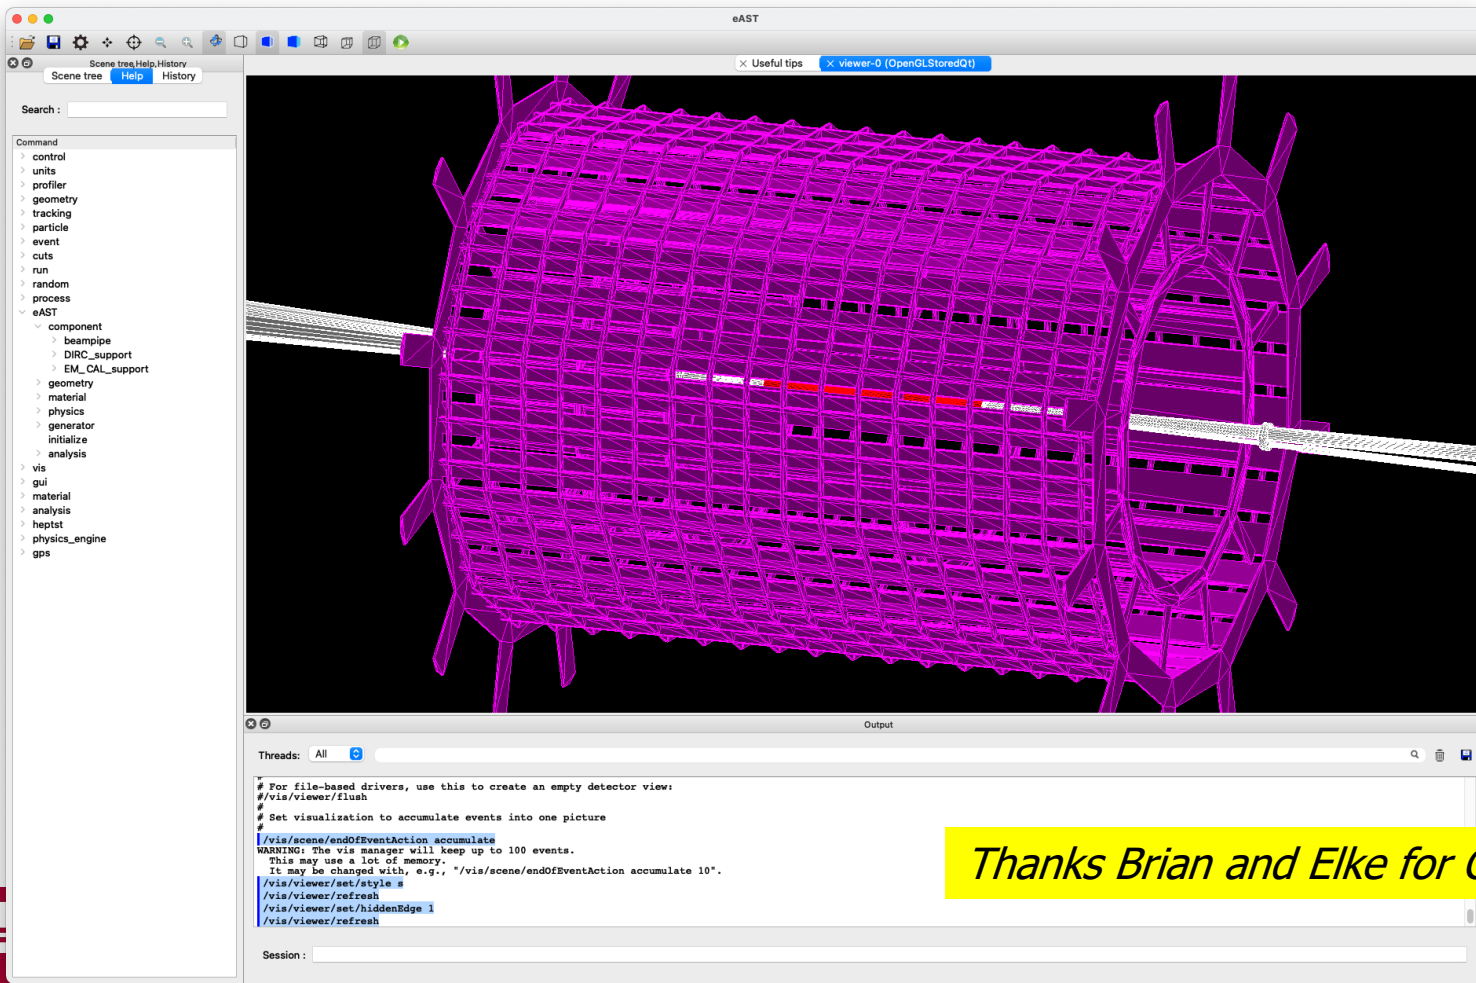 eAST
Scene tree,Help,History
Scene tree Help History
Search :
Command
control
units
profiler
geometry
tracking
particle
event
cuts
run
random
process
eAST
component
beampipe
DIRC_support
EM_CAL_support
geometry
material
physics
generator
initialize
analysis
vis
gui
material
analysis
heptst
physics_engine
gps
Useful tips
viewer-0 (OpenGLStoredQt)
Output
Threads: All
#
# For file-based drivers, use this to create an empty detector view:
#/vis/viewer/flush
#
# Set visualization to accumulate events into one picture
#
/vis/scene/endOfEventAction accumulate
WARNING: The vis manager will keep up to 100 events.
This may use a lot of memory.
It may be changed with, e.g., "/vis/scene/endOfEventAction accumulate 10".
/vis/viewer/set/style s
/vis/viewer/refresh
/vis/viewer/set/hiddenEdge 1
/vis/viewer/refresh
Session :
Thanks Brian and Elke for